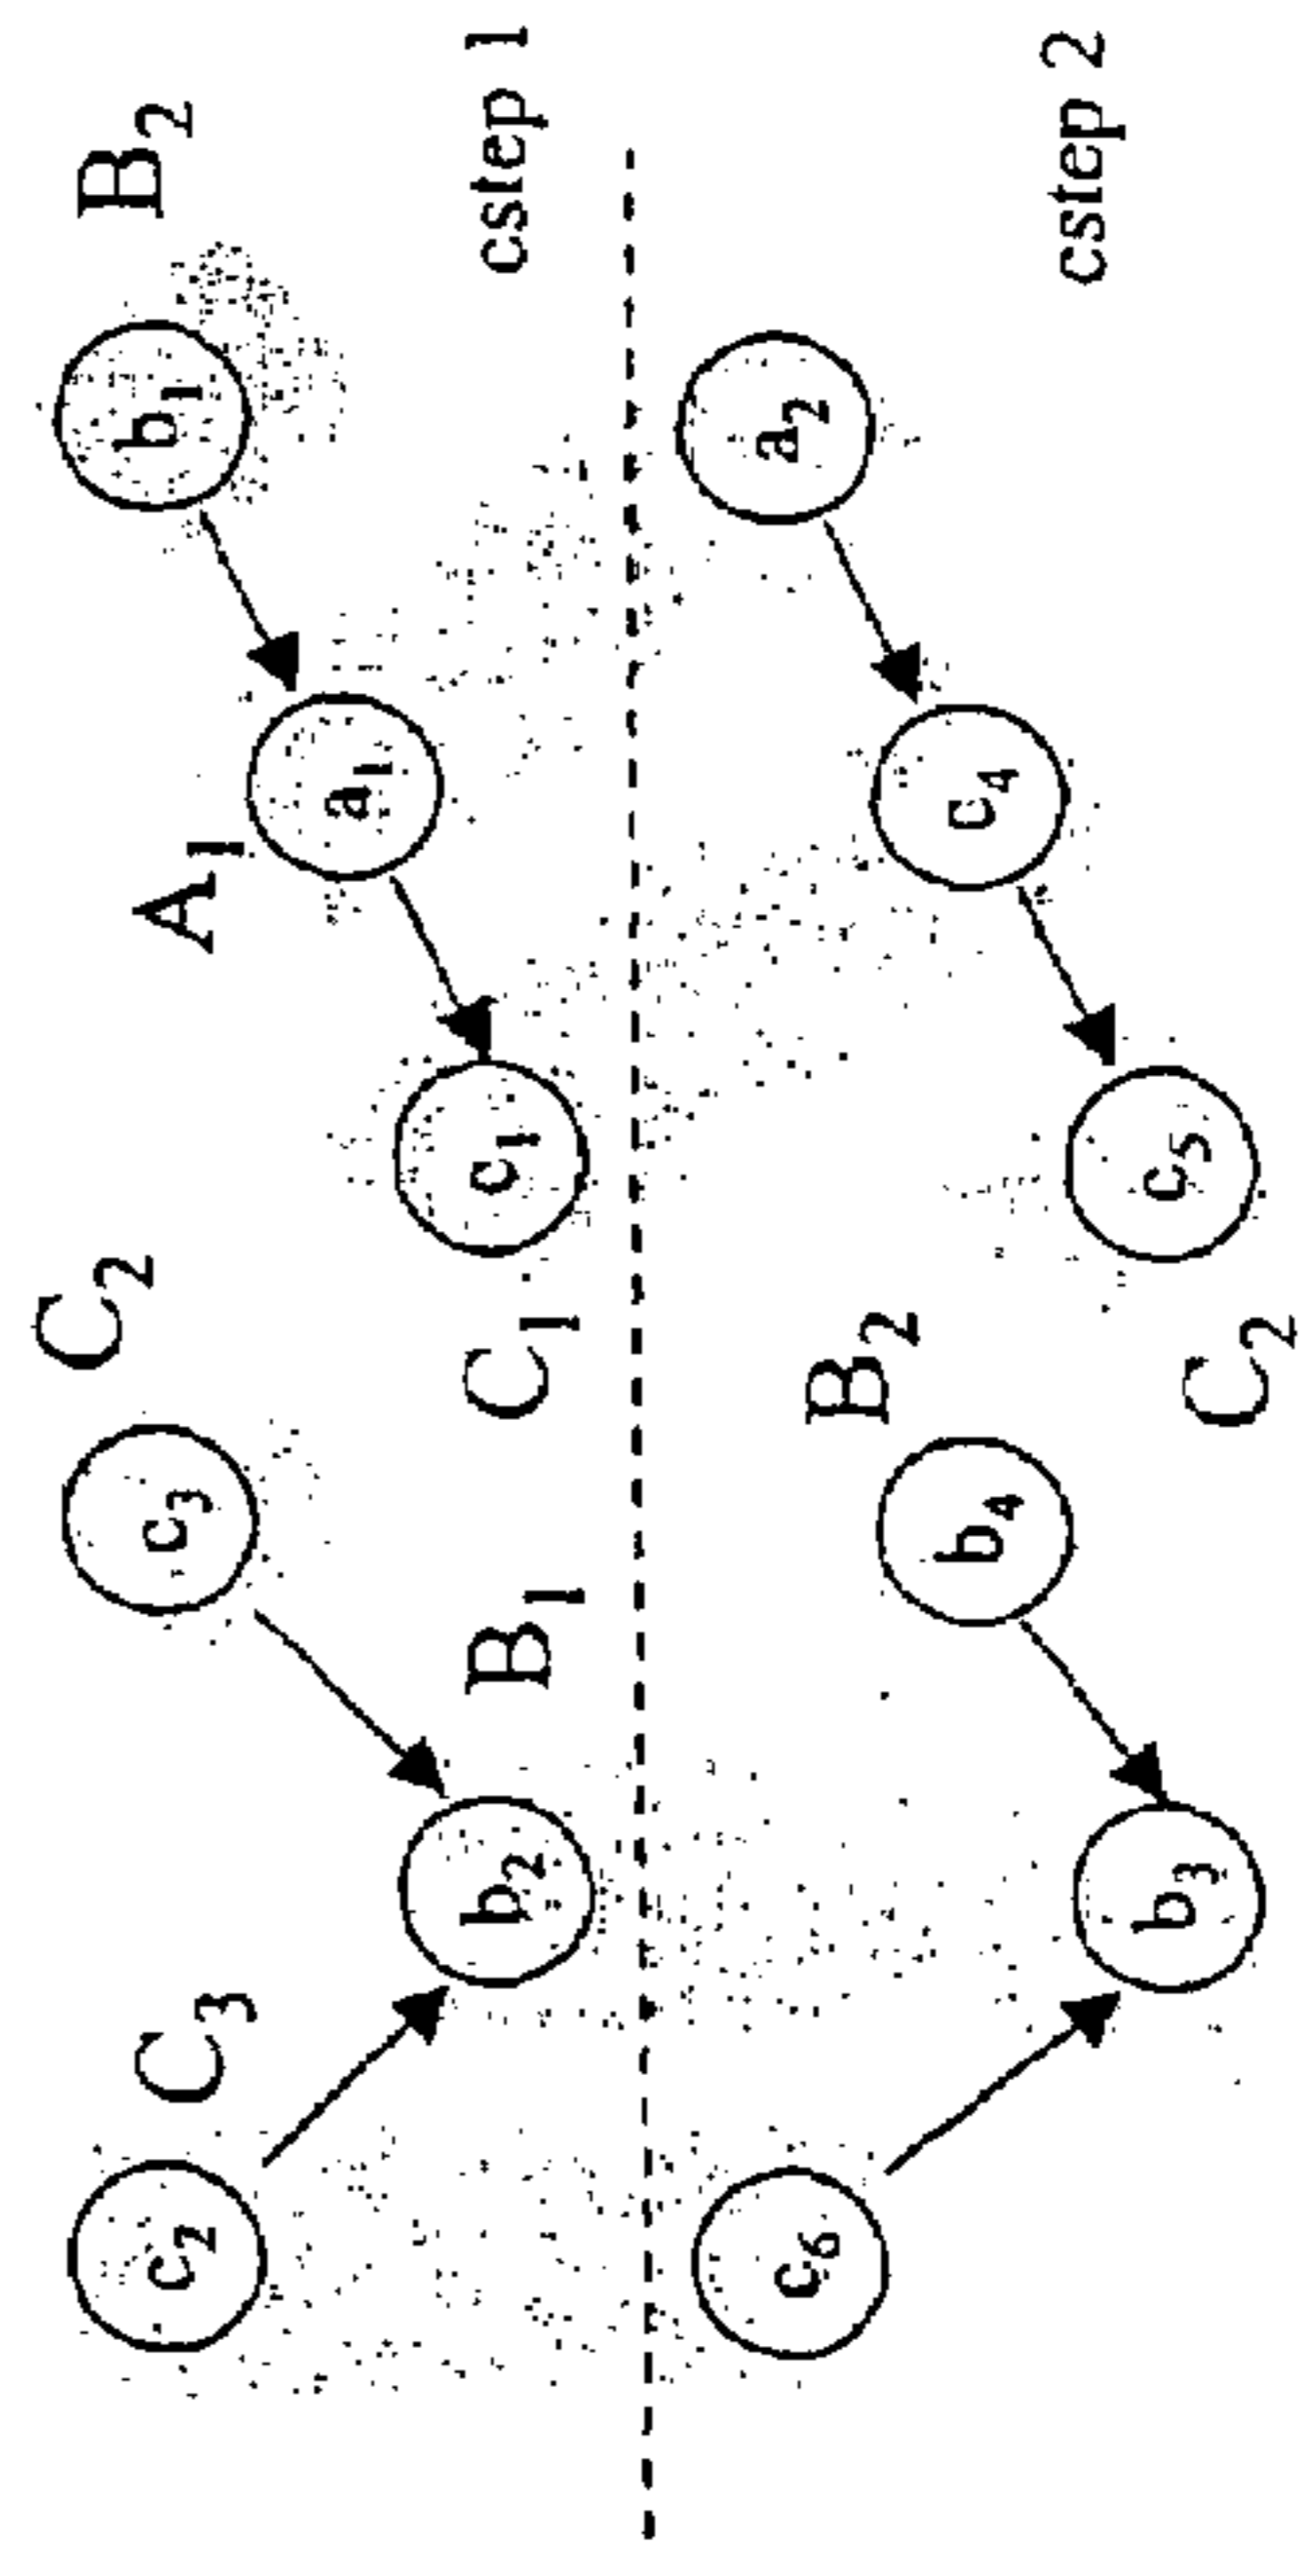 c₂ C₃ c₃ C₂ A₁ b₁ B₂
a₁
b₂ B₁ C₁ c₁ cstep 1
c₆ a₂
b₄ B₂ c₄ cstep 2
b₃ C₂ c₅